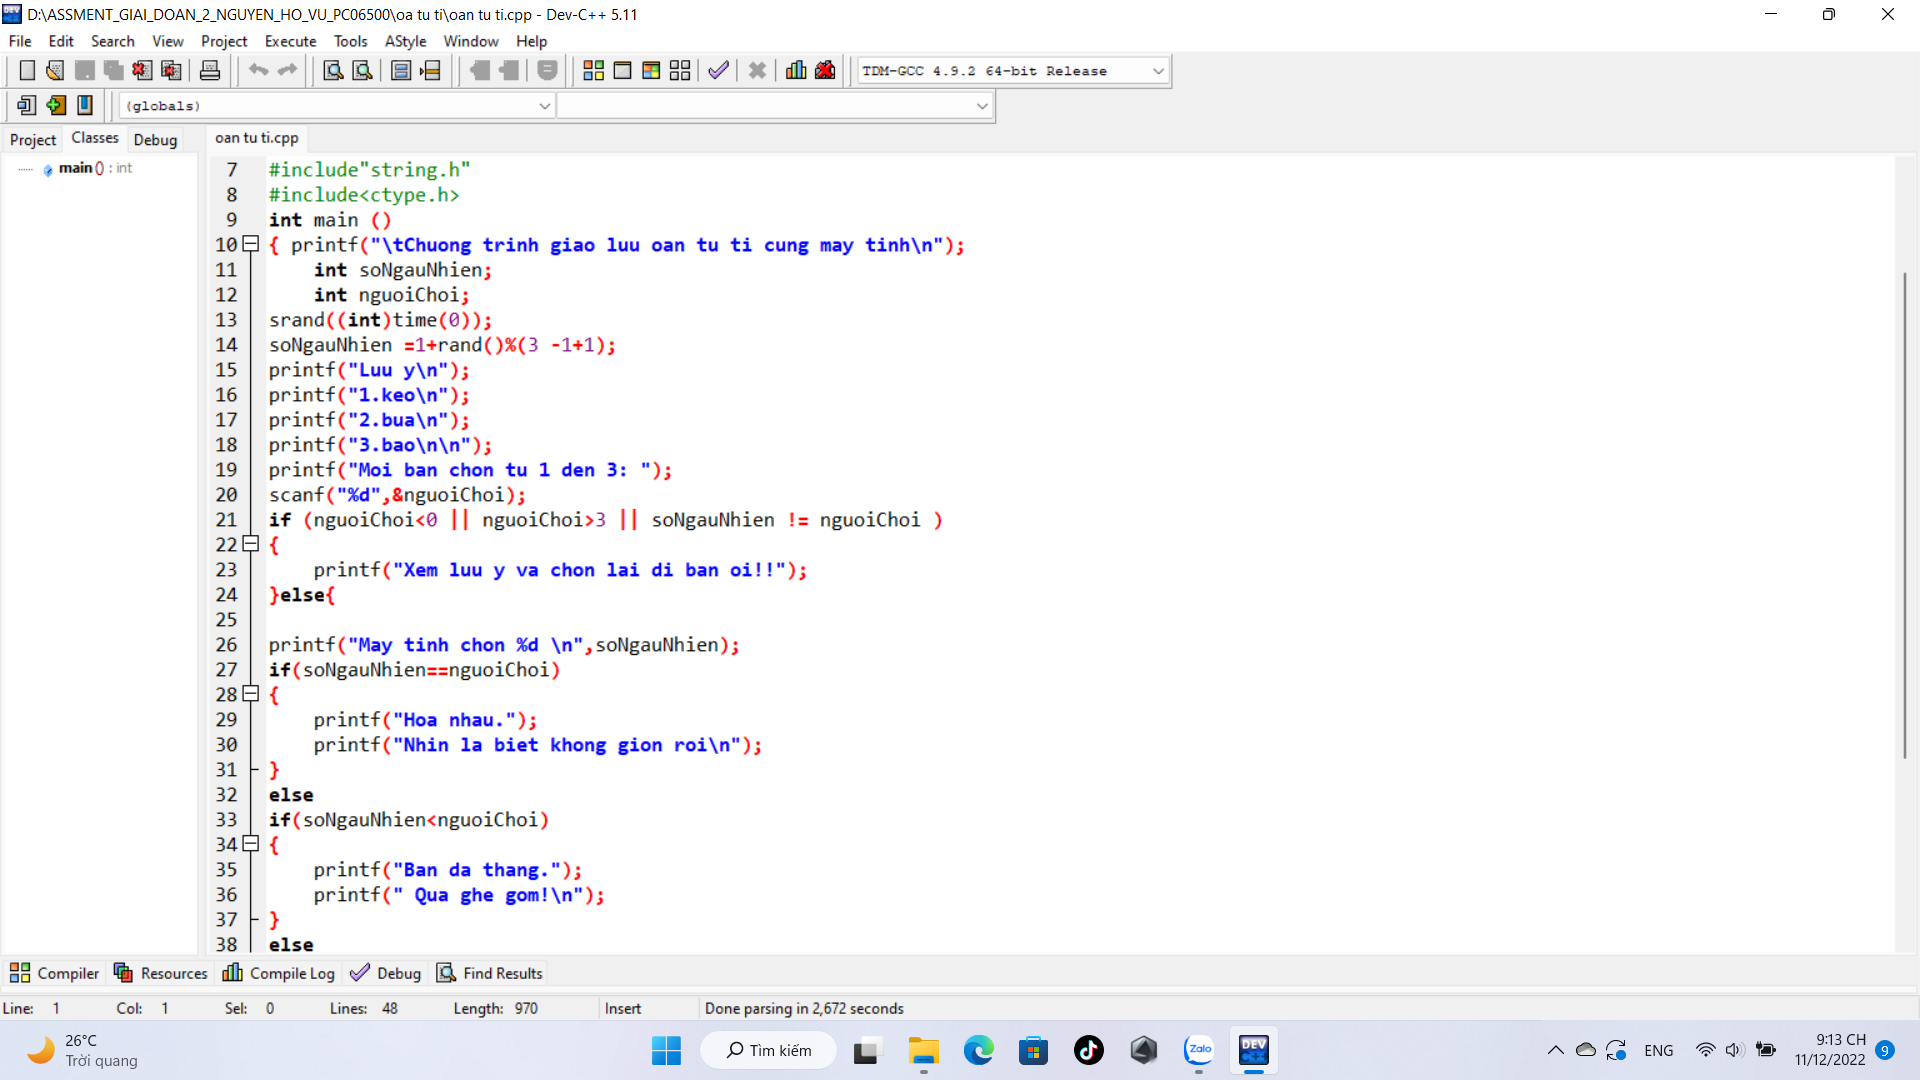 D:\ASSMENT_GIAI_DOAN_2_NGUYEN_HO_VU_PC06500\oa tu ti\oan tu ti.cpp - Dev-C++ 5.11
File Edit Search View Project Execute Tools AStyle Window Help
TDM-GCC 4.9.2 64-bit Release
(globals)
Project Classes Debug
oan tu ti.cpp
main() : int
7 #include"string.h"
8 #include<ctype.h>
9 int main ()
10 { printf("\tChuong trinh giao luu oan tu ti cung may tinh\n");
11 int soNgauNhien;
12 int nguoiChoi;
13 srand((int)time(0));
14 soNgauNhien =1+rand()%(3 -1+1);
15 printf("Luu y\n");
16 printf("1.keo\n");
17 printf("2.bua\n");
18 printf("3.bao\n\n");
19 printf("Moi ban chon tu 1 den 3: ");
20 scanf("%d",&nguoiChoi);
21 if (nguoiChoi<0 || nguoiChoi>3 || soNgauNhien != nguoiChoi )
22 {
23 printf("Xem luu y va chon lai di ban oi!!");
24 }else{
25
26 printf("May tinh chon %d \n",soNgauNhien);
27 if(soNgauNhien==nguoiChoi)
28 {
29 printf("Hoa nhau.");
30 printf("Nhin la biet khong gion roi\n");
31 }
32 else
33 if(soNgauNhien<nguoiChoi)
34 {
35 printf("Ban da thang.");
36 printf(" Qua ghe gom!\n");
37 }
38 else
Compiler Resources Compile Log Debug Find Results
Line: 1 Col: 1 Sel: 0 Lines: 48 Length: 970 Insert Done parsing in 2,672 seconds
26°C
Trời quang
Tìm kiếm
Zalo
DEV C++
ENG
9:13 CH
11/12/2022
9